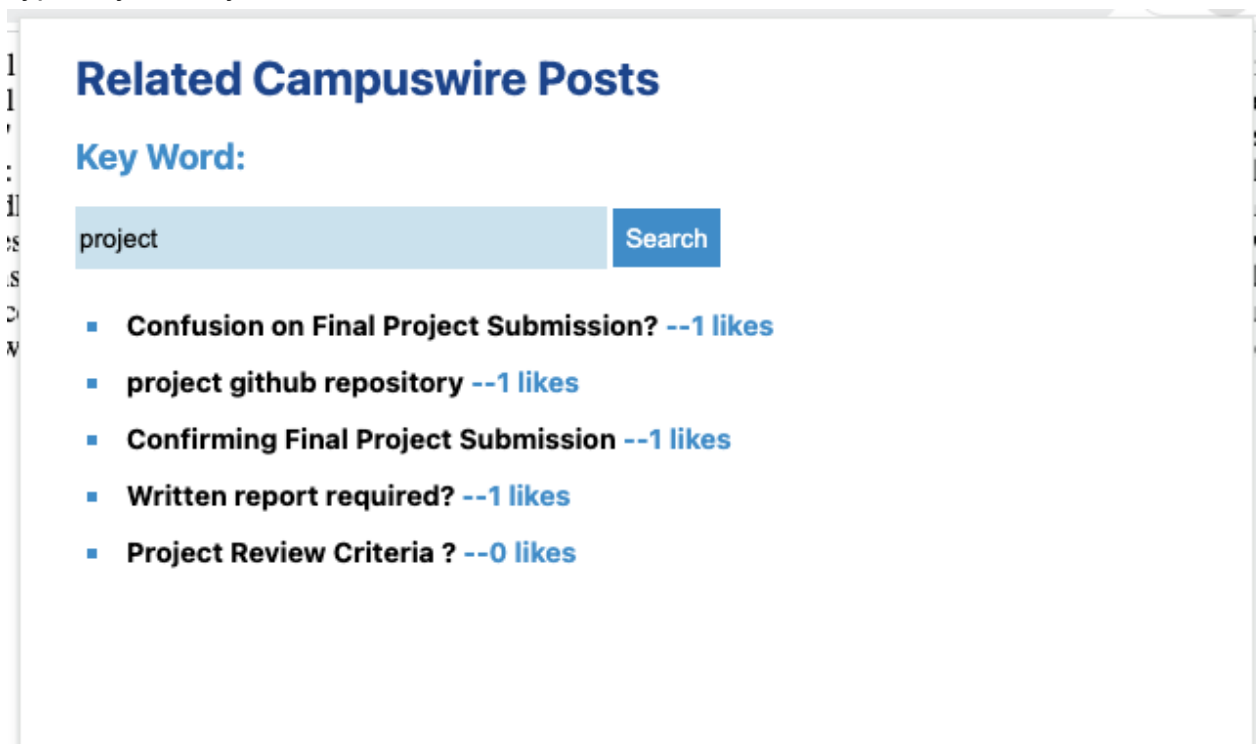 Related Campuswire Posts
Key Word:
project Search
Confusion on Final Project Submission? --1 likes
project github repository --1 likes
Confirming Final Project Submission --1 likes
Written report required? --1 likes
Project Review Criteria ? --0 likes